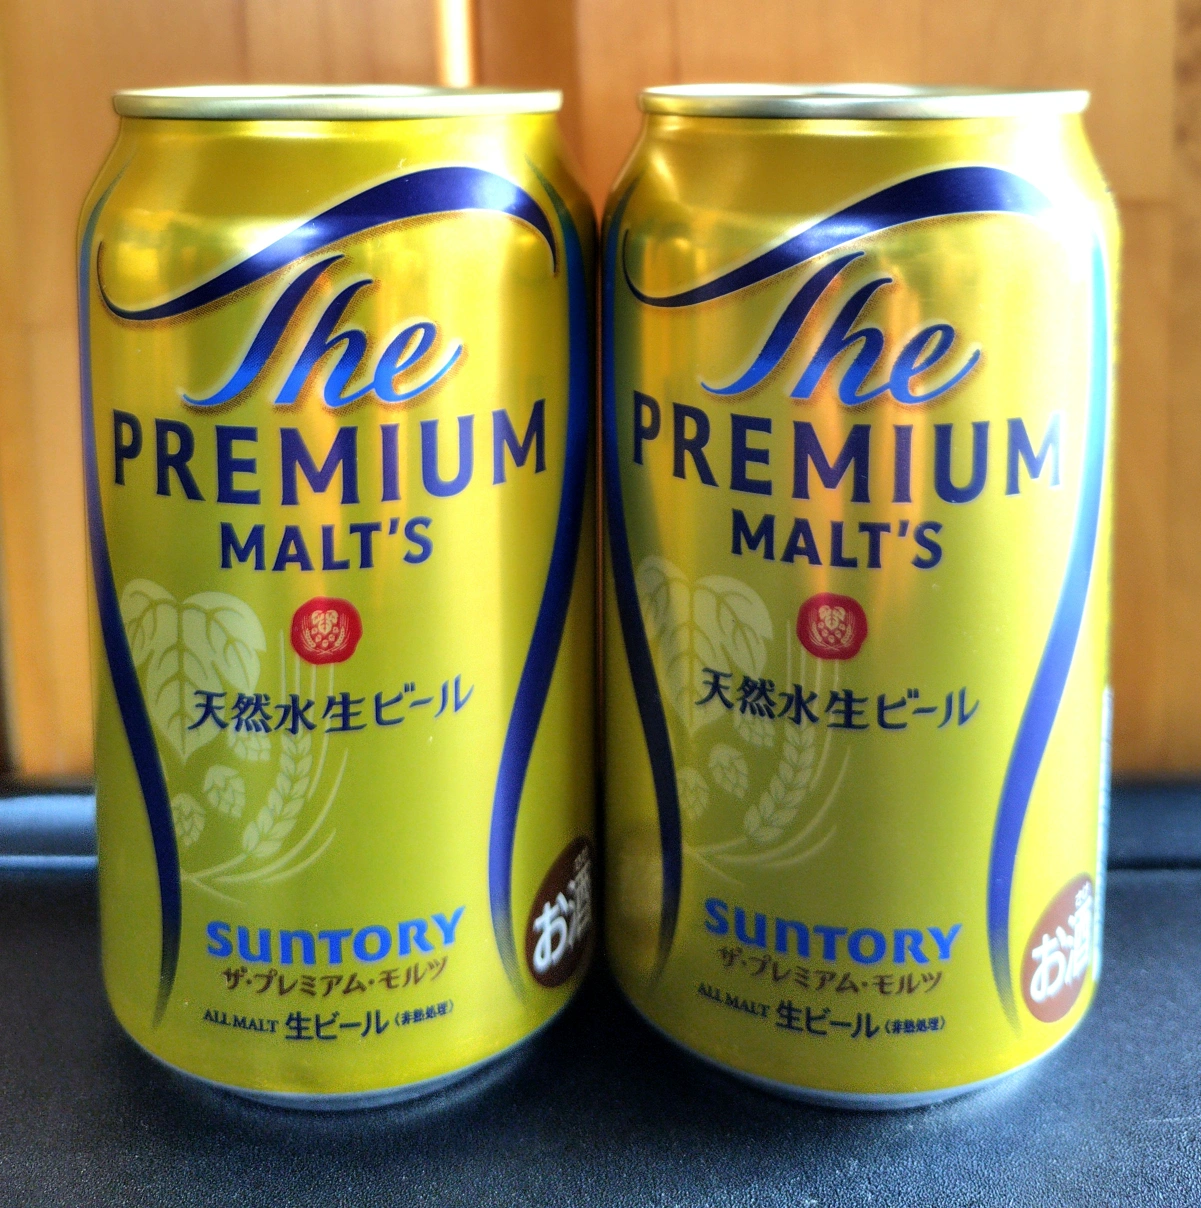 The
PREMIUM
MALT'S
天然水生ビール
SUNTORY
ザ・プレミアム・モルツ
ALL MALT 生ビール(非熱処理)
お酒
The
PREMIUM
MALT'S
天然水生ビール
SUNTORY
ザ・プレミアム・モルツ
ALL MALT 生ビール(非熱処理)
お酒